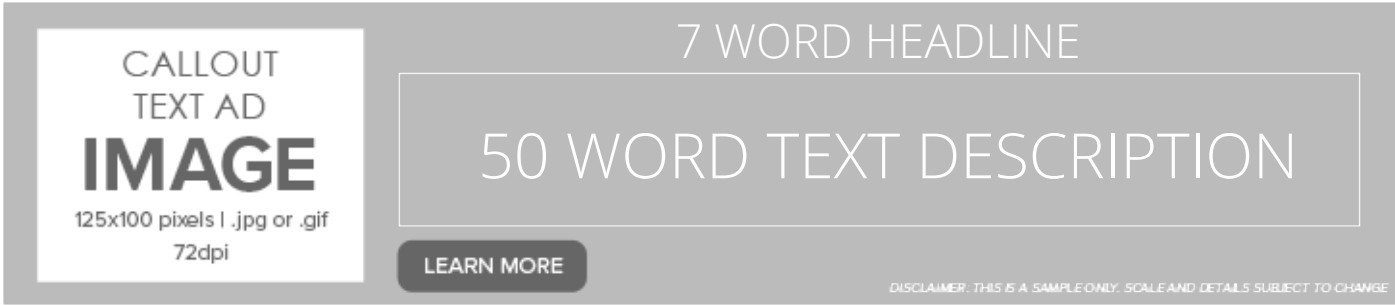 CALLOUT
TEXT AD
IMAGE
125x100 pixels | .jpg or .gif
72dpi
7 WORD HEADLINE
50 WORD TEXT DESCRIPTION
LEARN MORE
DISCLAIMER: THIS IS A SAMPLE ONLY. SCALE AND DETAILS SUBJECT TO CHANGE